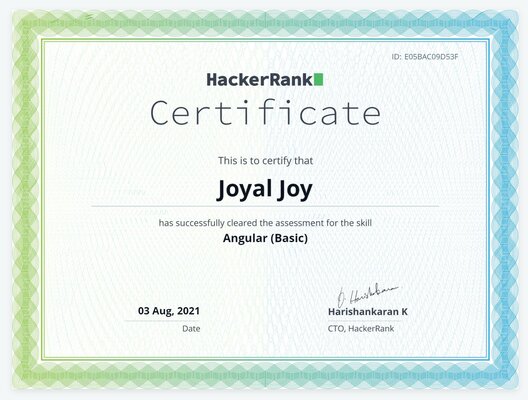 ID: E05BAC09D53F
HackerRank
Certificate
This is to certify that
Joyal Joy
has successfully cleared the assessment for the skill
Angular (Basic)
03 Aug, 2021
Date
Harishankaran K
CTO, HackerRank